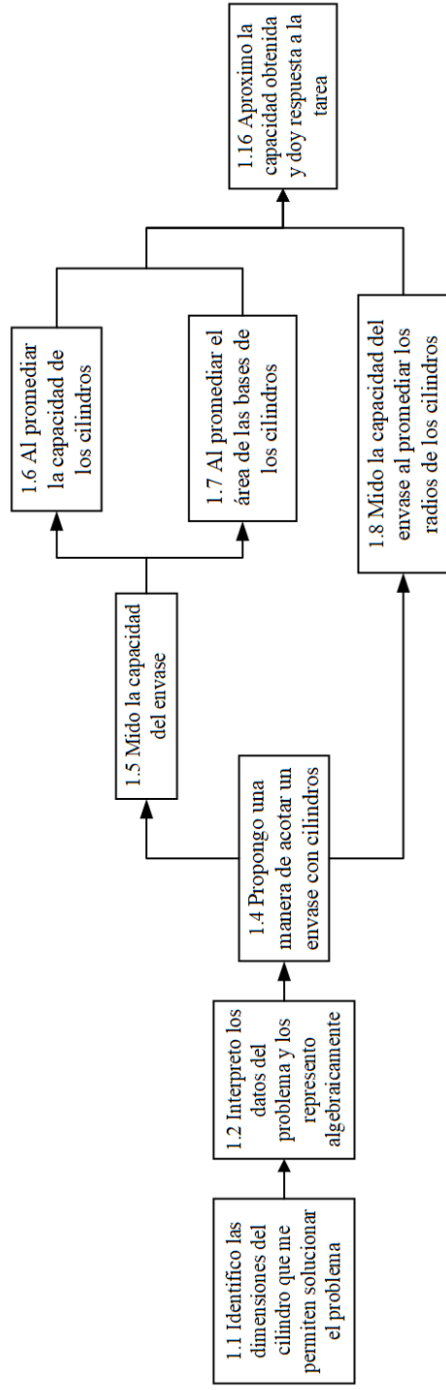 1.1 Identifico las
dimensiones del
cilindro que me
permiten solucionar
el problema
1.2 Interpreto los
datos del
problema y los
represento
algebraicamente
1.4 Propongo una
manera de acotar un
envase con cilindros
1.5 Mido la capacidad
del envase
1.6 Al promediar
la capacidad de
los cilindros
1.7 Al promediar el
área de las bases de
los cilindros
1.8 Mido la capacidad del
envase al promediar los
radios de los cilindros
1.16 Aproximo la
capacidad obtenida
y doy respuesta a la
tarea